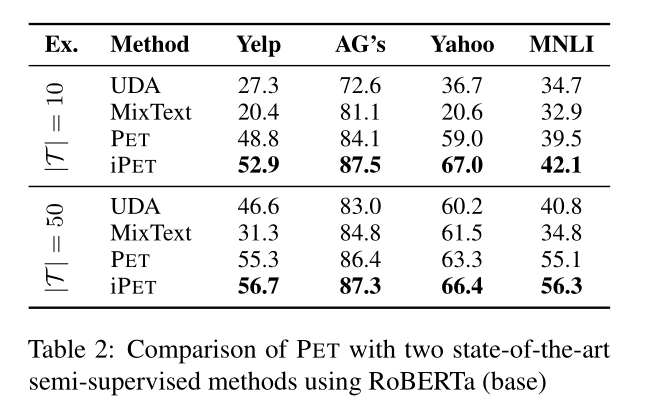 Ex. Method Yelp AG's Yahoo MNLI
|T| = 10
UDA 27.3 72.6 36.7 34.7
MixText 20.4 81.1 20.6 32.9
PET 48.8 84.1 59.0 39.5
iPET 52.9 87.5 67.0 42.1
|T| = 50
UDA 46.6 83.0 60.2 40.8
MixText 31.3 84.8 61.5 34.8
PET 55.3 86.4 63.3 55.1
iPET 56.7 87.3 66.4 56.3
Table 2: Comparison of PET with two state-of-the-art
semi-supervised methods using RoBERTa (base)